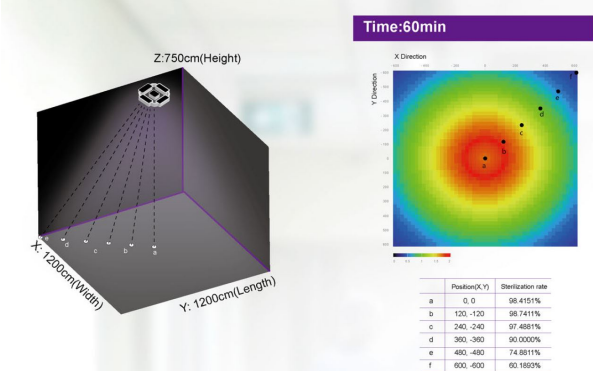 Time:60min
Z:750cm(Height)
X Direction
Y Direction
f
e
d
c
b
a
e
d
c
b
a
X: 1200cm(Width)
Y: 1200cm(Length)
Position(X,Y) Sterilization rate
a 0, 0 98.4151%
b 120, -120 98.7411%
c 240, -240 97.4881%
d 360, -360 90.0000%
e 480, -480 74.8811%
f 600, -600 60.1893%